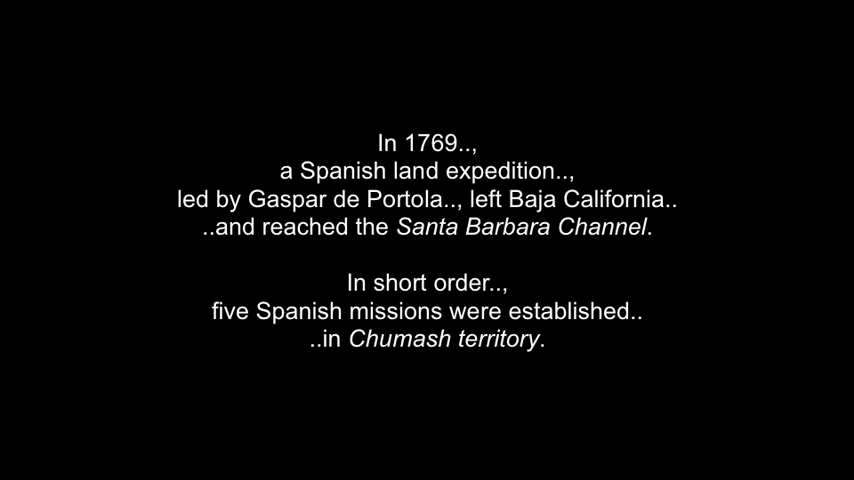 In 1769..,
a Spanish land expedition..,
led by Gaspar de Portola.., left Baja California..
..and reached the Santa Barbara Channel.
In short order..,
five Spanish missions were established..
..in Chumash territory.